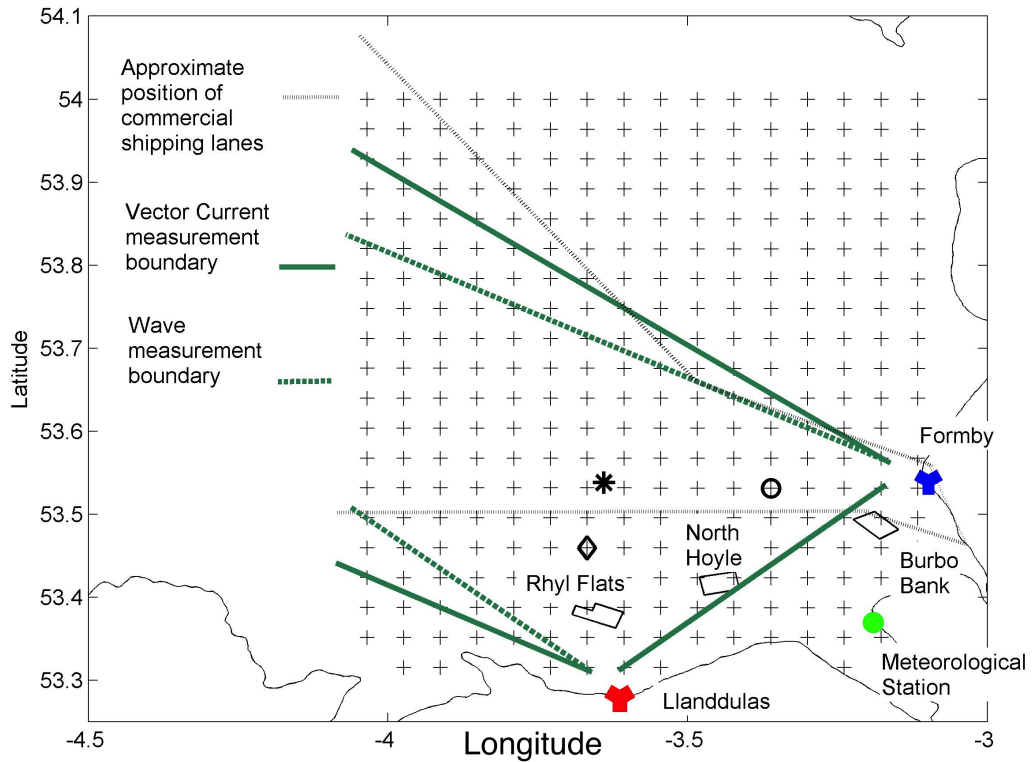 54.1
54
53.9
53.8
53.7
53.6
53.5
53.4
53.3
Latitude
Approximate
position of
commercial
shipping lanes
Vector Current
measurement
boundary
Wave
measurement
boundary
Formby
North
Hoyle
Rhyl Flats
Burbo
Bank
Meteorological
Station
Llanddulas
-4.5
-4
-3.5
-3
Longitude